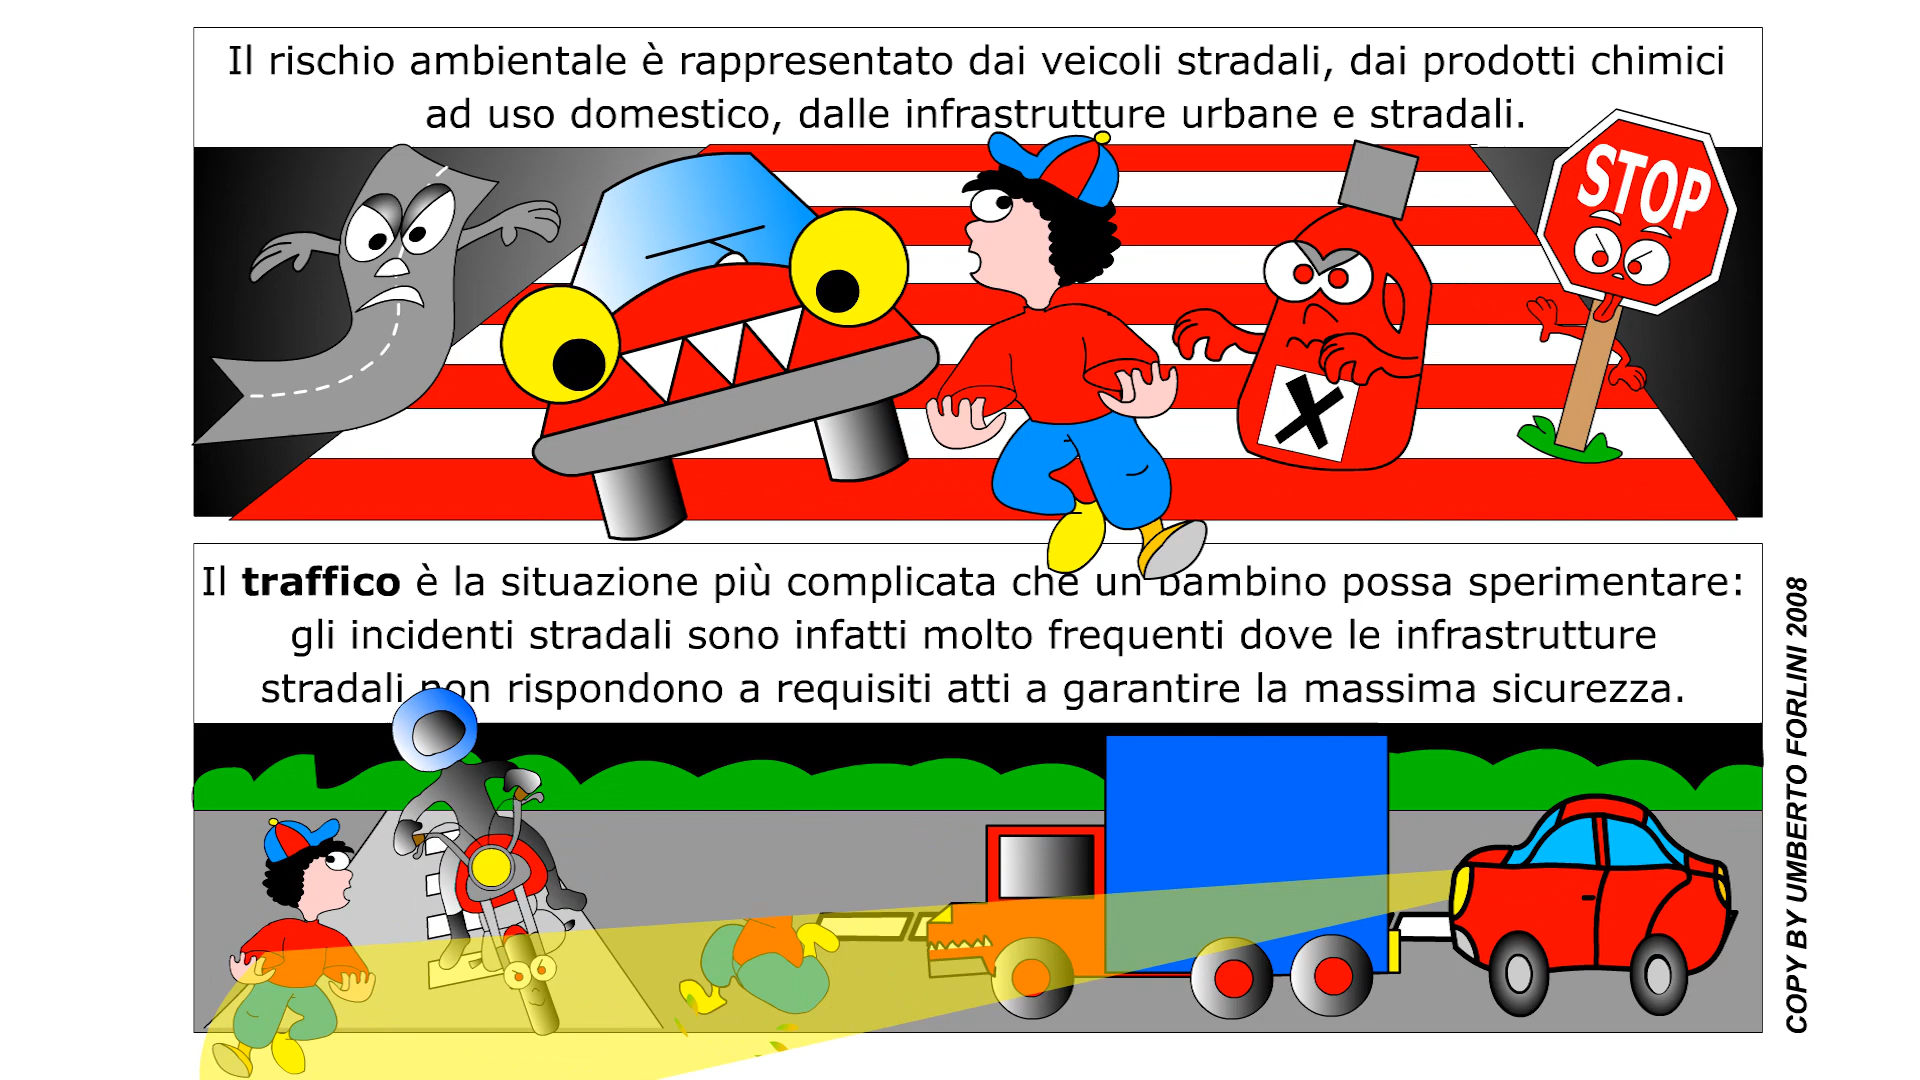 Il rischio ambientale è rappresentato dai veicoli stradali, dai prodotti chimici
ad uso domestico, dalle infrastrutture urbane e stradali.
STOP
X
Il traffico è la situazione più complicata che un bambino possa sperimentare:
gli incidenti stradali sono infatti molto frequenti dove le infrastrutture
stradali non rispondono a requisiti atti a garantire la massima sicurezza.
COPY BY UMBERTO FORLINI 2008